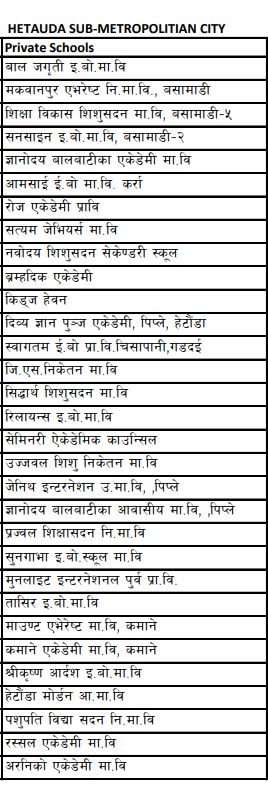 HETAUDA SUB-METROPOLITIAN CITY
Private Schools
बाल जगृती इ.वो.मा.वि
मकवानपुर एभरेष्ट नि.मा.वि., बसामाडी
शिक्षा विकास शिशुसदन मा.वि, बसामाडी-५
सनसाइन इ.वो.मा.वि, बसामाडी-२
ज्ञानोदय बालबाटीका एकेडेमी मा.वि
आमसाई ई.वो मा.वि. कर्रा
रोज एकेडेमी प्रावि
सत्यम जेभियर्स मा.वि
नवोदय शिशुसदन सेकेण्डरी स्कूल
ब्रम्हदिक एकेडेमी
किड्ज हेवन
दिव्य ज्ञान पुञ्ज एकेडेमी, पिप्ले, हेटौंडा
स्वागतम ई.वो प्रा.वि.चिसापानी,गडदई
जि.एस.निकेतन मा.वि
सिद्धार्थ शिशुसदन मा.वि
रिलायन्स इ.वो.मा.वि
सेमिनरी ऐकेडेमिक काउन्सिल
उज्जवल शिशु निकेतन मा.वि
जेनिथ इन्टरनेशन उ.मा.वि, ,पिप्ले
ज्ञानोदय बालबाटीका आवासीय मा.वि, ,पिप्ले
प्रज्वल शिक्षासदन नि.मा.वि
सुनगाभा इ.वो.स्कूल मा.वि
मुनलाइट इन्टरनेशनल पुर्व प्रा.वि.
तासिर इ.वो.मा.वि
माउण्ट एभेरेष्ट मा.वि, कमाने
कमाने एकेडेमी मा.वि, कमाने
श्रीकृष्ण आर्दश इ.वो.मा.वि
हेटौंडा मोर्डन आ.मा.वि
पशुपति विद्या सदन नि.मा.वि
रस्सल एकेडेमी मा.वि
अरनिको एकेडेमी मा.वि